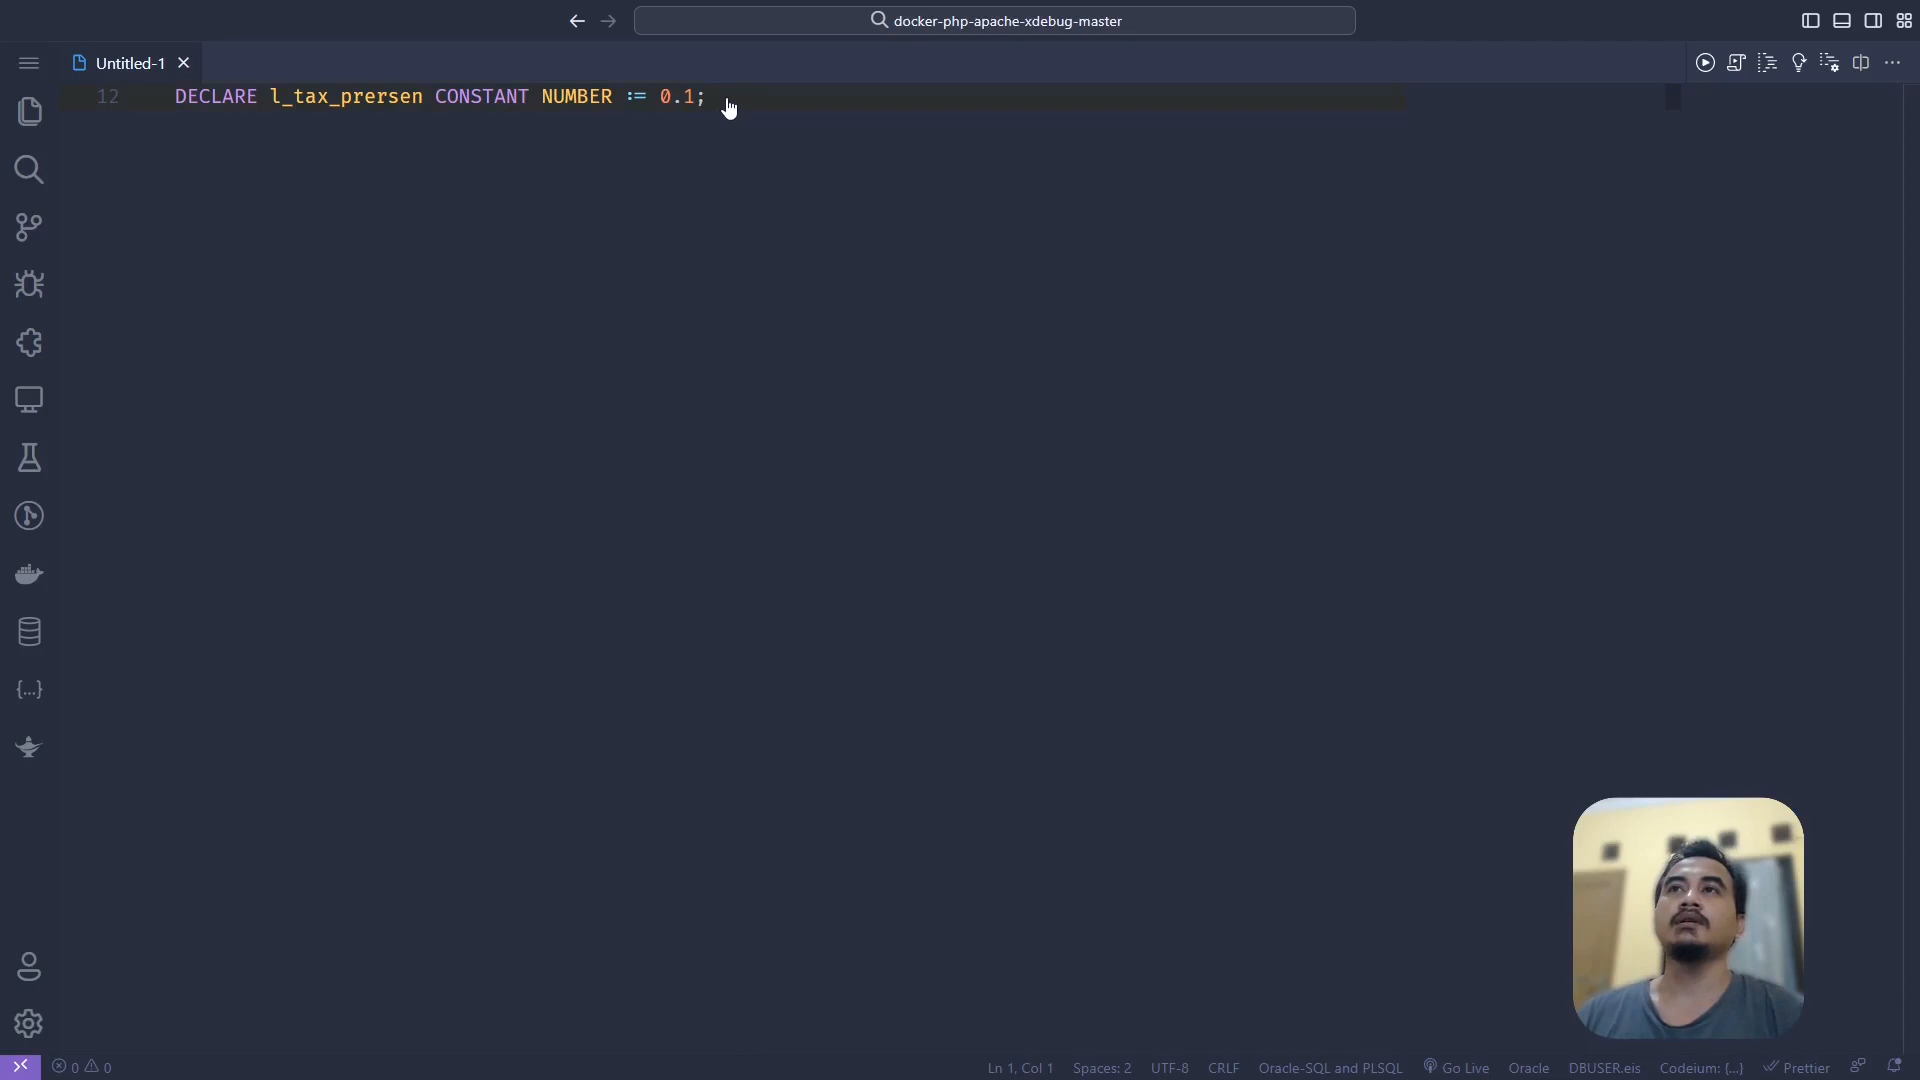 docker-php-apache-xdebug-master
Untitled-1
12 DECLARE l_tax_prersen CONSTANT NUMBER := 0.1;
0 0 Ln 1, Col 1 Spaces: 2 UTF-8 CRLF Oracle-SQL and PLSQL Go Live Oracle DBUSER.eis Codeium: {...} Prettier